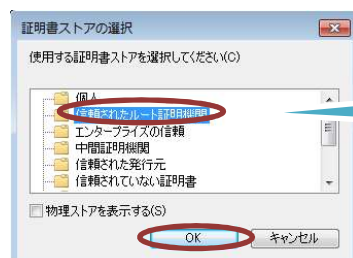 証明書ストアの選択
使用する証明書ストアを選択してください(C)
個人
信頼されたルート証明機関
エンタープライズの信頼
中間証明機関
信頼された発行元
信頼されていない証明書
物理ストアを表示する(S)
OK
キャンセル